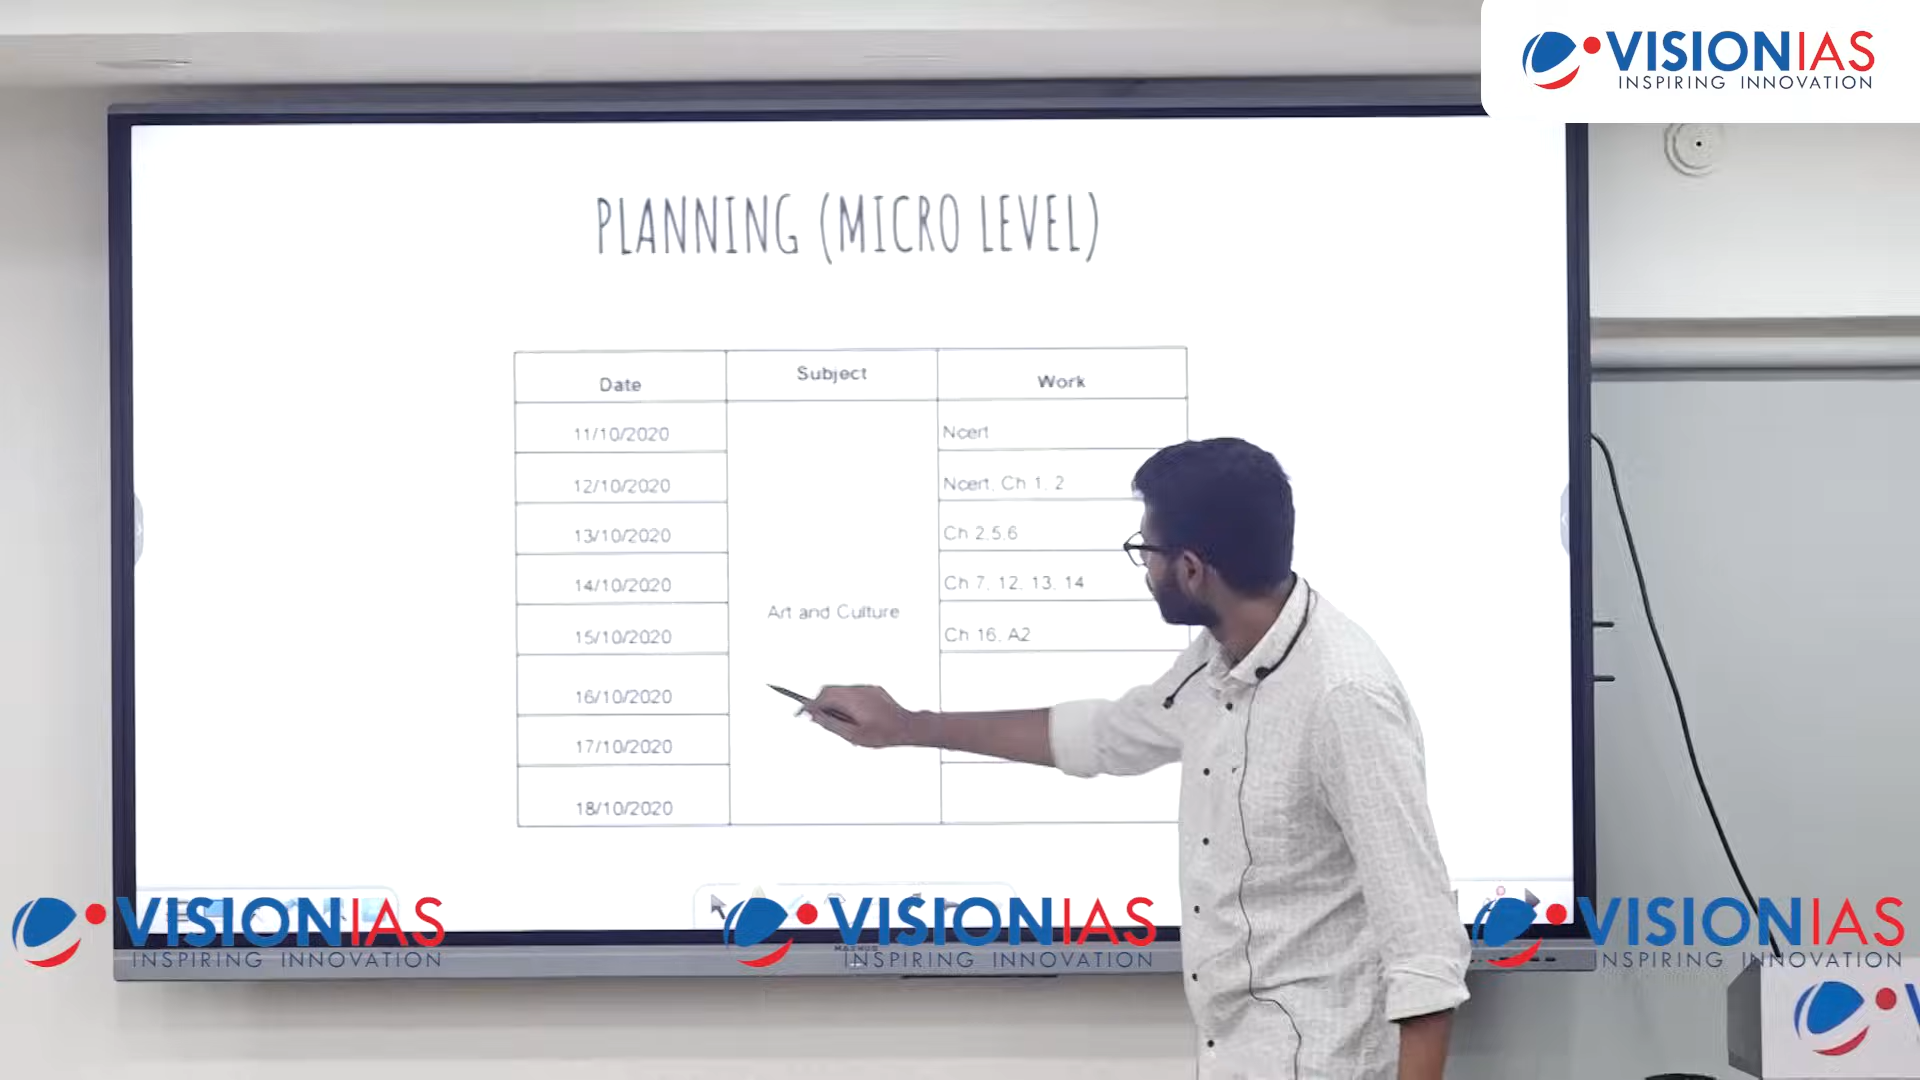 VISIONIAS
INSPIRING INNOVATION
PLANNING (MICRO LEVEL)
Date Subject Work
11/10/2020 Ncert
12/10/2020 Ncert, Ch 1, 2
13/10/2020 Ch 2,5,6
14/10/2020 Ch 7, 12, 13, 14
Art and Culture
15/10/2020 Ch 16, A2
16/10/2020
17/10/2020
18/10/2020
VISIONIAS VISIONIAS VISIONIAS
INSPIRING INNOVATION INSPIRING INNOVATION INSPIRING INNOVATION